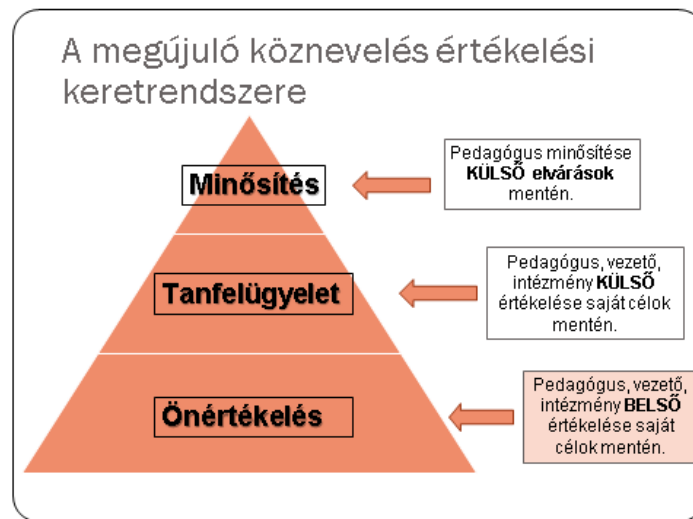 A megújuló köznevelés értékelési
keretrendszere
Minősítés
Pedagógus minősítése
KÜLSŐ elvárások
mentén.
Tanfelügyelet
Pedagógus, vezető,
intézmény KÜLSŐ
értékelése saját célok
mentén.
Önértékelés
Pedagógus, vezető,
intézmény BELSŐ
értékelése saját
célok mentén.